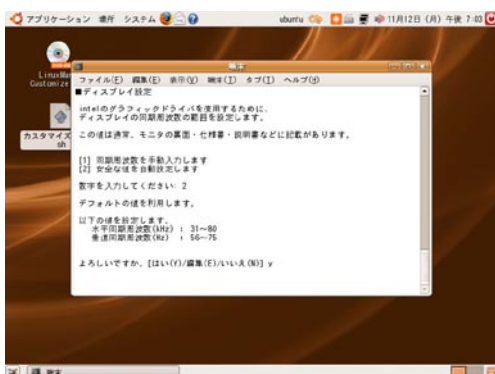 アプリケーション 場所 システム
ubuntu 11月12日 (月) 午後 7:03
端末
ファイル(F) 編集(E) 表示(V) 端末(T) タブ(T) ヘルプ(H)
■ディスプレイ設定
intelのグラフィックドライバを使用するために、
ディスプレイの同期周波数の範囲を設定します。
この値は通常、モニタの裏面・仕様書・説明書などに記載があります。
[1] 同期周波数を手動入力します
[2] 安全な値を自動設定します
数字を入力してください: 2
デフォルトの値を利用します。
以下の値を設定します。
水平同期周波数(kHz) : 31~80
垂直同期周波数(Hz) : 56~75
よろしいですか、[はい(Y)/編集(E)/いいえ(N)] y
Customize
カスタマイズ
sh
端末